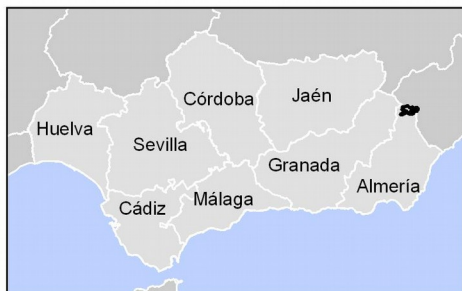 Córdoba
Jaén
Huelva
Sevilla
Granada
Almería
Cádiz
Málaga